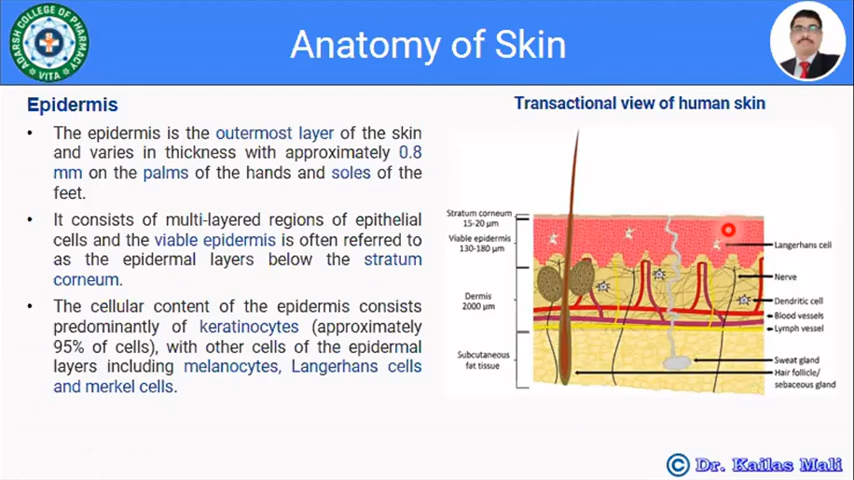 ADARSH COLLEGE OF PHARMACY
VITA
Anatomy of Skin
Epidermis
• The epidermis is the outermost layer of the skin
and varies in thickness with approximately 0.8
mm on the palms of the hands and soles of the
feet.
• It consists of multi-layered regions of epithelial
cells and the viable epidermis is often referred to
as the epidermal layers below the stratum
corneum.
• The cellular content of the epidermis consists
predominantly of keratinocytes (approximately
95% of cells), with other cells of the epidermal
layers including melanocytes, Langerhans cells
and merkel cells.
Transactional view of human skin
Stratum corneum
15-20 µm
Viable epidermis
130-180 µm
Dermis
2000 µm
Subcutaneous
fat tissue
Langerhans cell
Nerve
Dendritic cell
Blood vessels
Lymph vessel
Sweat gland
Hair follicle/
sebaceous gland
© Dr. Kailas Mali